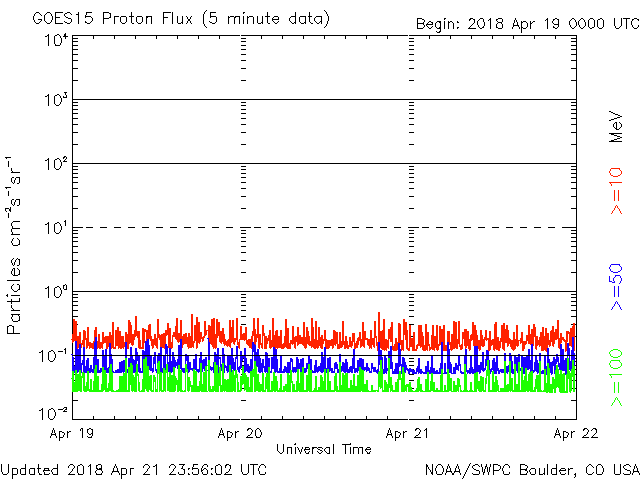 GOES15 Proton Flux (5 minute data)
Begin: 2018 Apr 19 0000 UTC
10⁴
10³
10²
10¹
10⁰
10⁻¹
10⁻²
Particles cm⁻²s⁻¹sr⁻¹
MeV
>=10
>=50
>=100
Apr 19
Apr 20
Apr 21
Apr 22
Universal Time
Updated 2018 Apr 21 23:56:02 UTC
NOAA/SWPC Boulder, CO USA